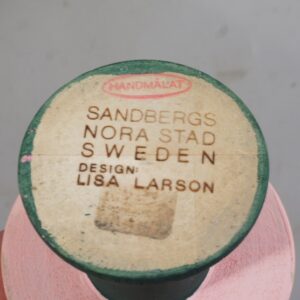 HANDMÅLAT
SANDBERGS
NORA STAD
SWEDEN
DESIGN:
LISA LARSON